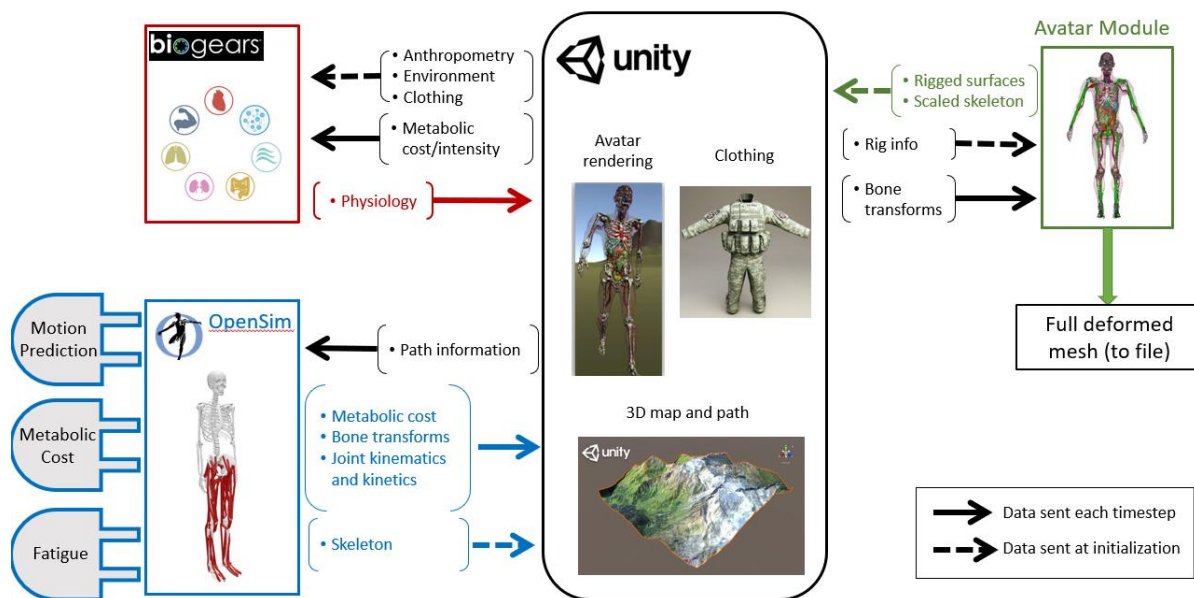 biogears
• Anthropometry
• Environment
• Clothing
• Metabolic
cost/intensity
• Physiology
unity
Avatar
rendering
Clothing
3D map and path
unity
Avatar Module
• Rigged surfaces
• Scaled skeleton
• Rig info
• Bone
transforms
Full deformed
mesh (to file)
Motion
Prediction
Metabolic
Cost
Fatigue
OpenSim
• Path information
• Metabolic cost
• Bone transforms
• Joint kinematics
and kinetics
• Skeleton
Data sent each timestep
Data sent at initialization